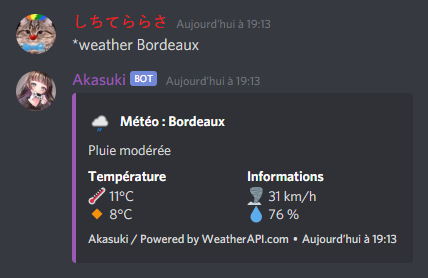 しちてららさ Aujourd'hui à 19:13
*weather Bordeaux
Akasuki BOT Aujourd'hui à 19:13
Météo : Bordeaux
Pluie modérée
Température Informations
11°C 31 km/h
8°C 76 %
Akasuki / Powered by WeatherAPI.com • Aujourd'hui à 19:13